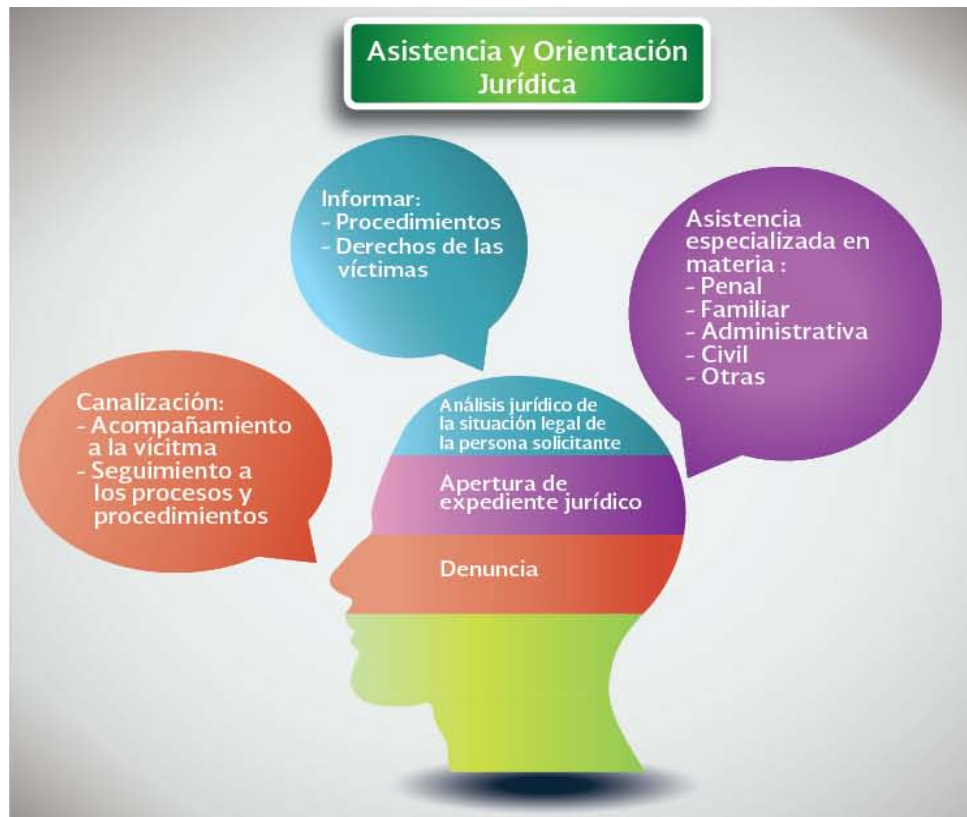 Asistencia y Orientación
Jurídica
Informar:
- Procedimientos
- Derechos de las
víctimas
Asistencia
especializada en
materia :
- Penal
- Familiar
- Administrativa
- Civil
- Otras
Canalización:
- Acompañamiento
a la vícitma
- Seguimiento a
los procesos y
procedimientos
Análisis jurídico de
la situación legal de
la persona solicitante
Apertura de
expediente jurídico
Denuncia